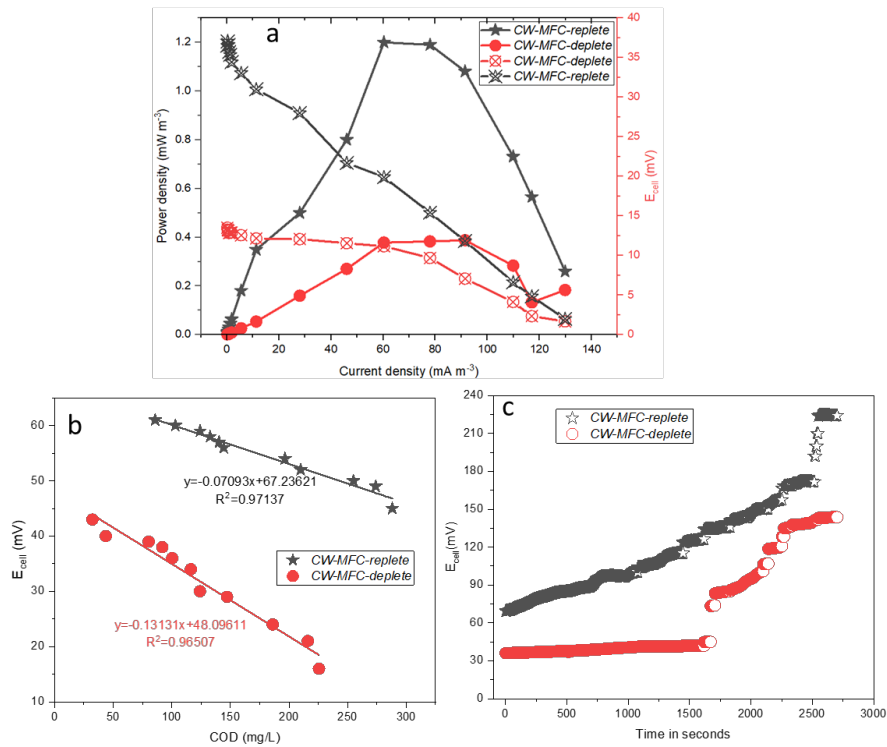 a
CW-MFC-replete
CW-MFC-deplete
CW-MFC-deplete
CW-MFC-replete
Power density (mW m-3)
1.2
1.0
0.8
0.6
0.4
0.2
0.0
40
35
30
25
20
15
10
5
0
E_cell (mV)
0 20 40 60 80 100 120 140
Current density (mA m-3)
b
60
50
40
30
20
10
E_cell (mV)
y=-0.07093x+67.23621
R²=0.97137
CW-MFC-replete
CW-MFC-deplete
y=-0.13131x+48.09611
R²=0.96507
0 50 100 150 200 250 300
COD (mg/L)
c
CW-MFC-replete
CW-MFC-deplete
240
210
180
150
120
90
60
30
0
E_cell (mV)
0 500 1000 1500 2000 2500 3000
Time in seconds